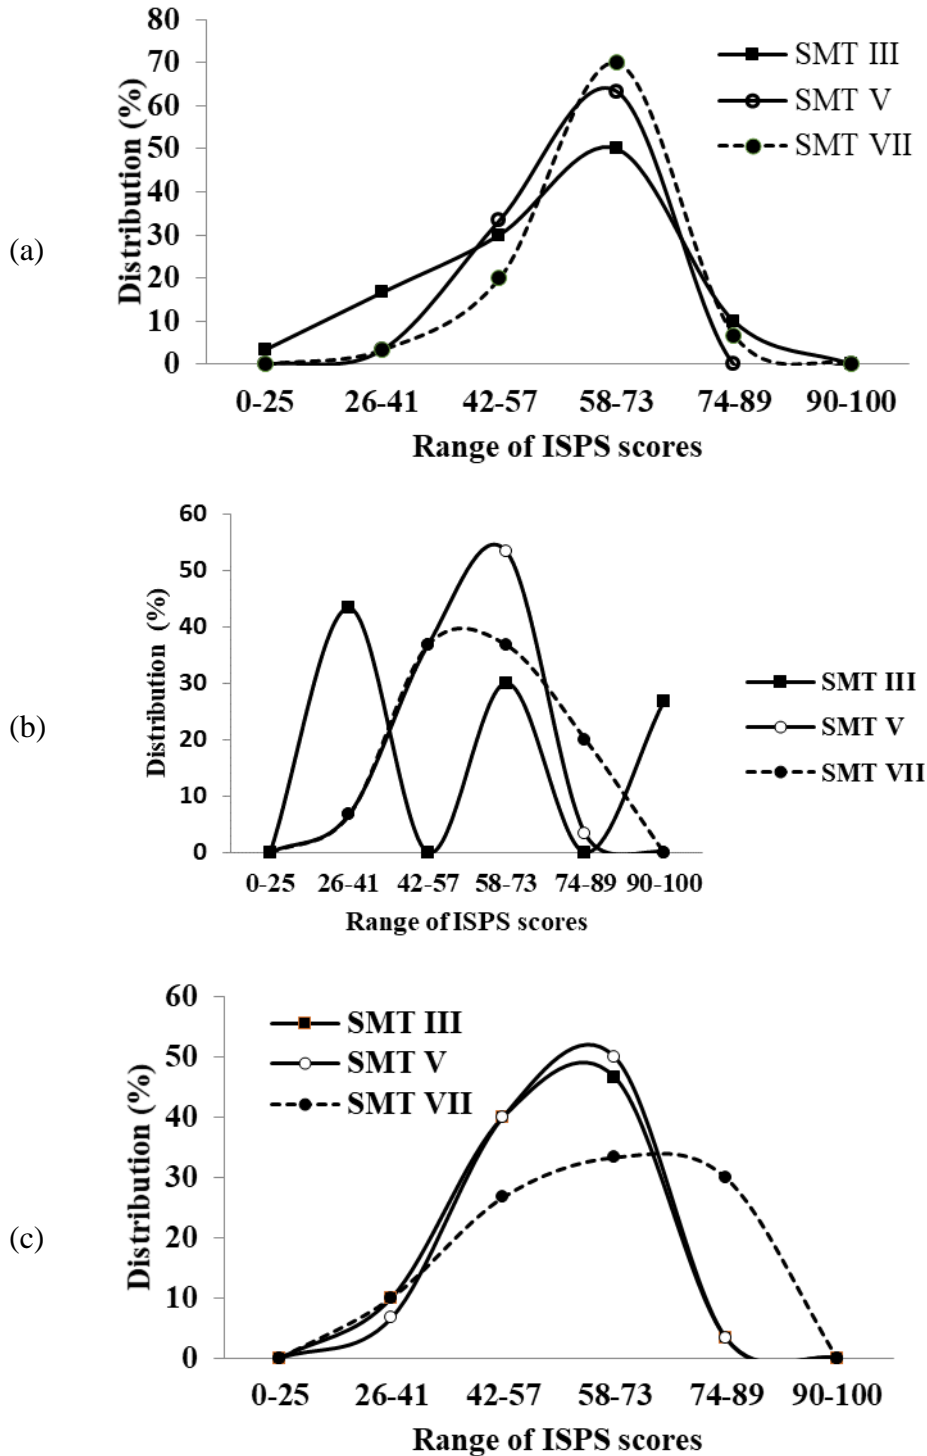 (a)
Distribution (%)
80
70
60
50
40
30
20
10
0
SMT III
SMT V
SMT VII
0-25 26-41 42-57 58-73 74-89 90-100
Range of ISPS scores
(b)
Distribution (%)
60
50
40
30
20
10
0
SMT III
SMT V
SMT VII
0-25 26-41 42-57 58-73 74-89 90-100
Range of ISPS scores
(c)
Distribution (%)
60
50
40
30
20
10
0
SMT III
SMT V
SMT VII
0-25 26-41 42-57 58-73 74-89 90-100
Range of ISPS scores